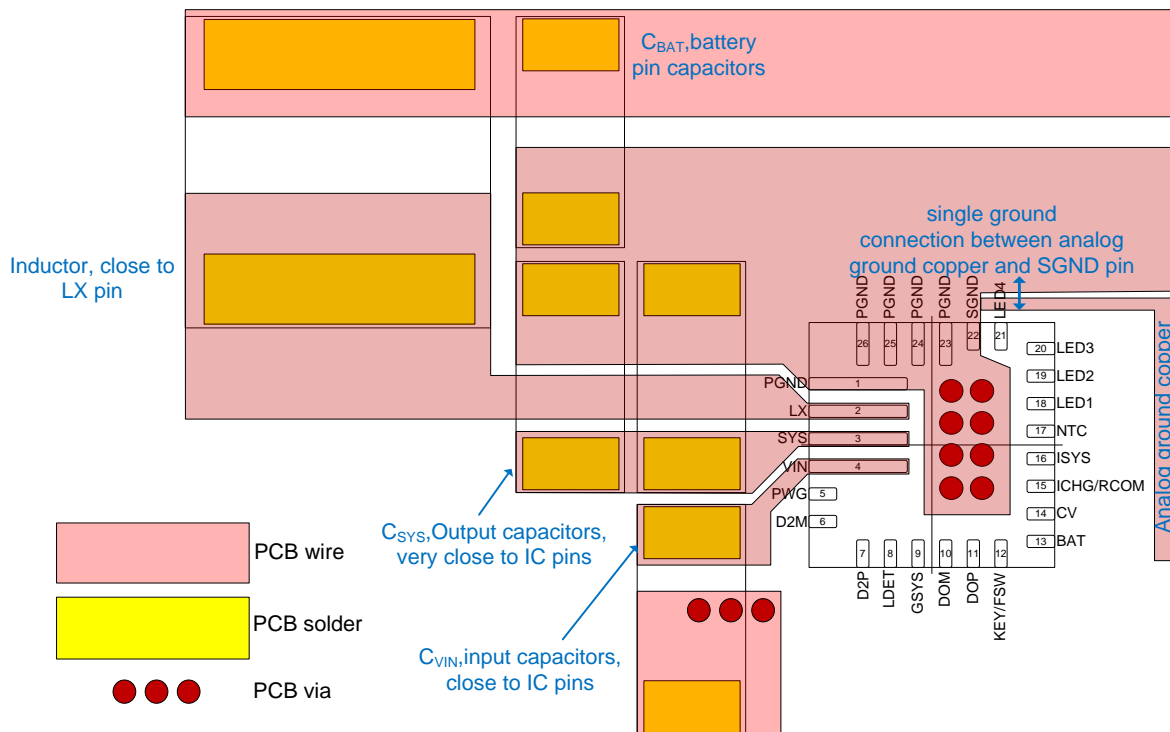 C_BAT,battery
pin capacitors
single ground
connection between analog
ground copper and SGND pin
Inductor, close to
LX pin
PGND
PGND
PGND
PGND
SGND
LED4
26
25
24
23
22
21
PGND
1
LX
2
SYS
3
VIN
4
PWG
5
D2M
6
20
LED3
19
LED2
18
LED1
17
NTC
16
ISYS
15
ICHG/RCOM
14
CV
13
BAT
7
8
9
10
11
12
D2P
LDET
GSYS
DOM
DOP
KEY/FSW
Analog ground copper
C_SYS,Output capacitors,
very close to IC pins
C_VIN,input capacitors,
close to IC pins
PCB wire
PCB solder
PCB via